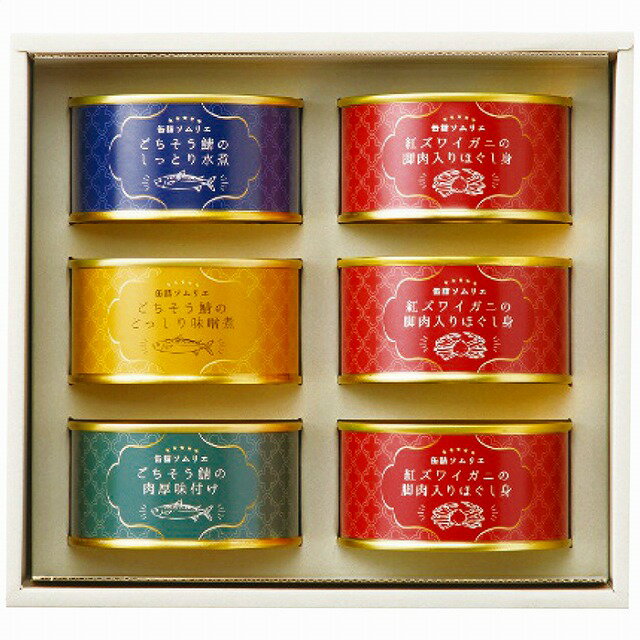 缶詰ソムリエ
ごちそう鯖の
しっとり水煮
缶詰ソムリエ
紅ズワイガニの
脚肉入りほぐし身
缶詰ソムリエ
ごちそう鯖の
こっしり味噌煮
缶詰ソムリエ
紅ズワイガニの
脚肉入りほぐし身
缶詰ソムリエ
ごちそう鯖の
肉厚味付け
缶詰ソムリエ
紅ズワイガニの
脚肉入りほぐし身